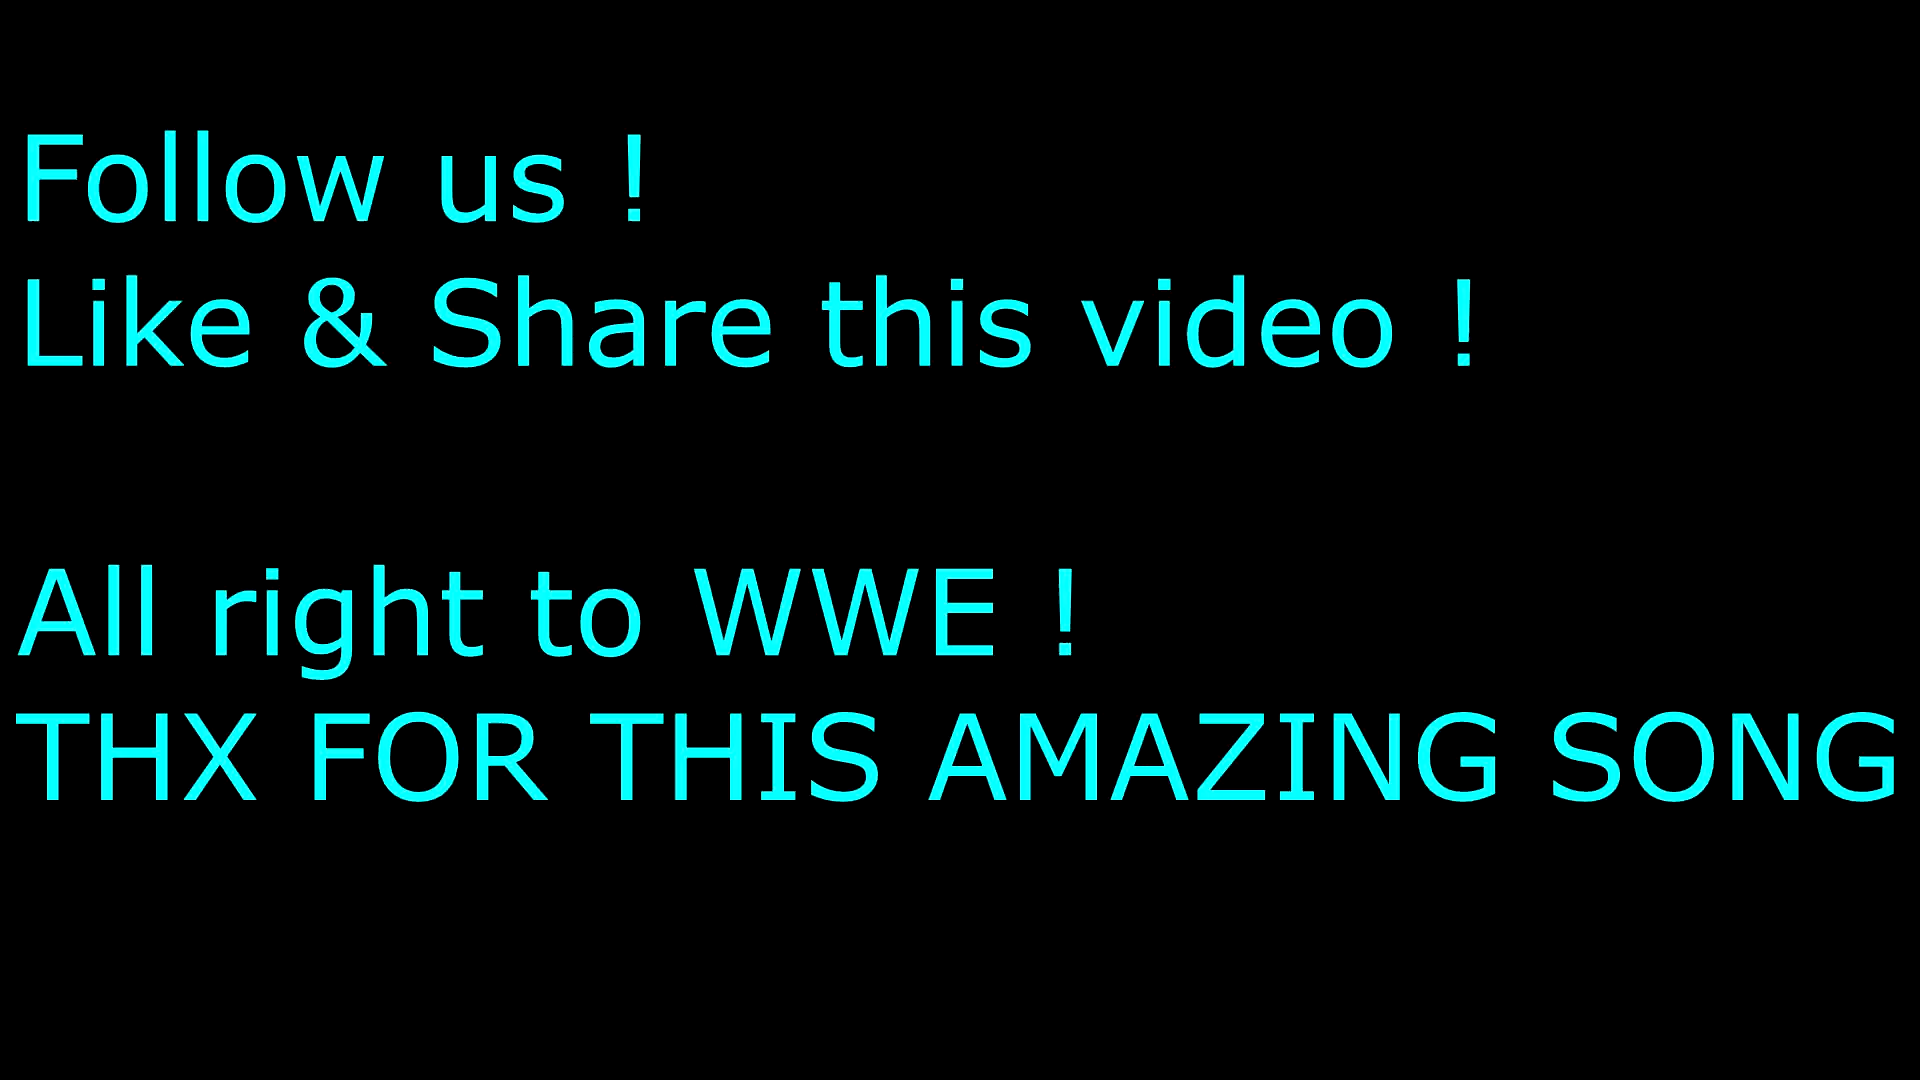 Follow us !
Like & Share this video !
All right to WWE !
THX FOR THIS AMAZING SONG